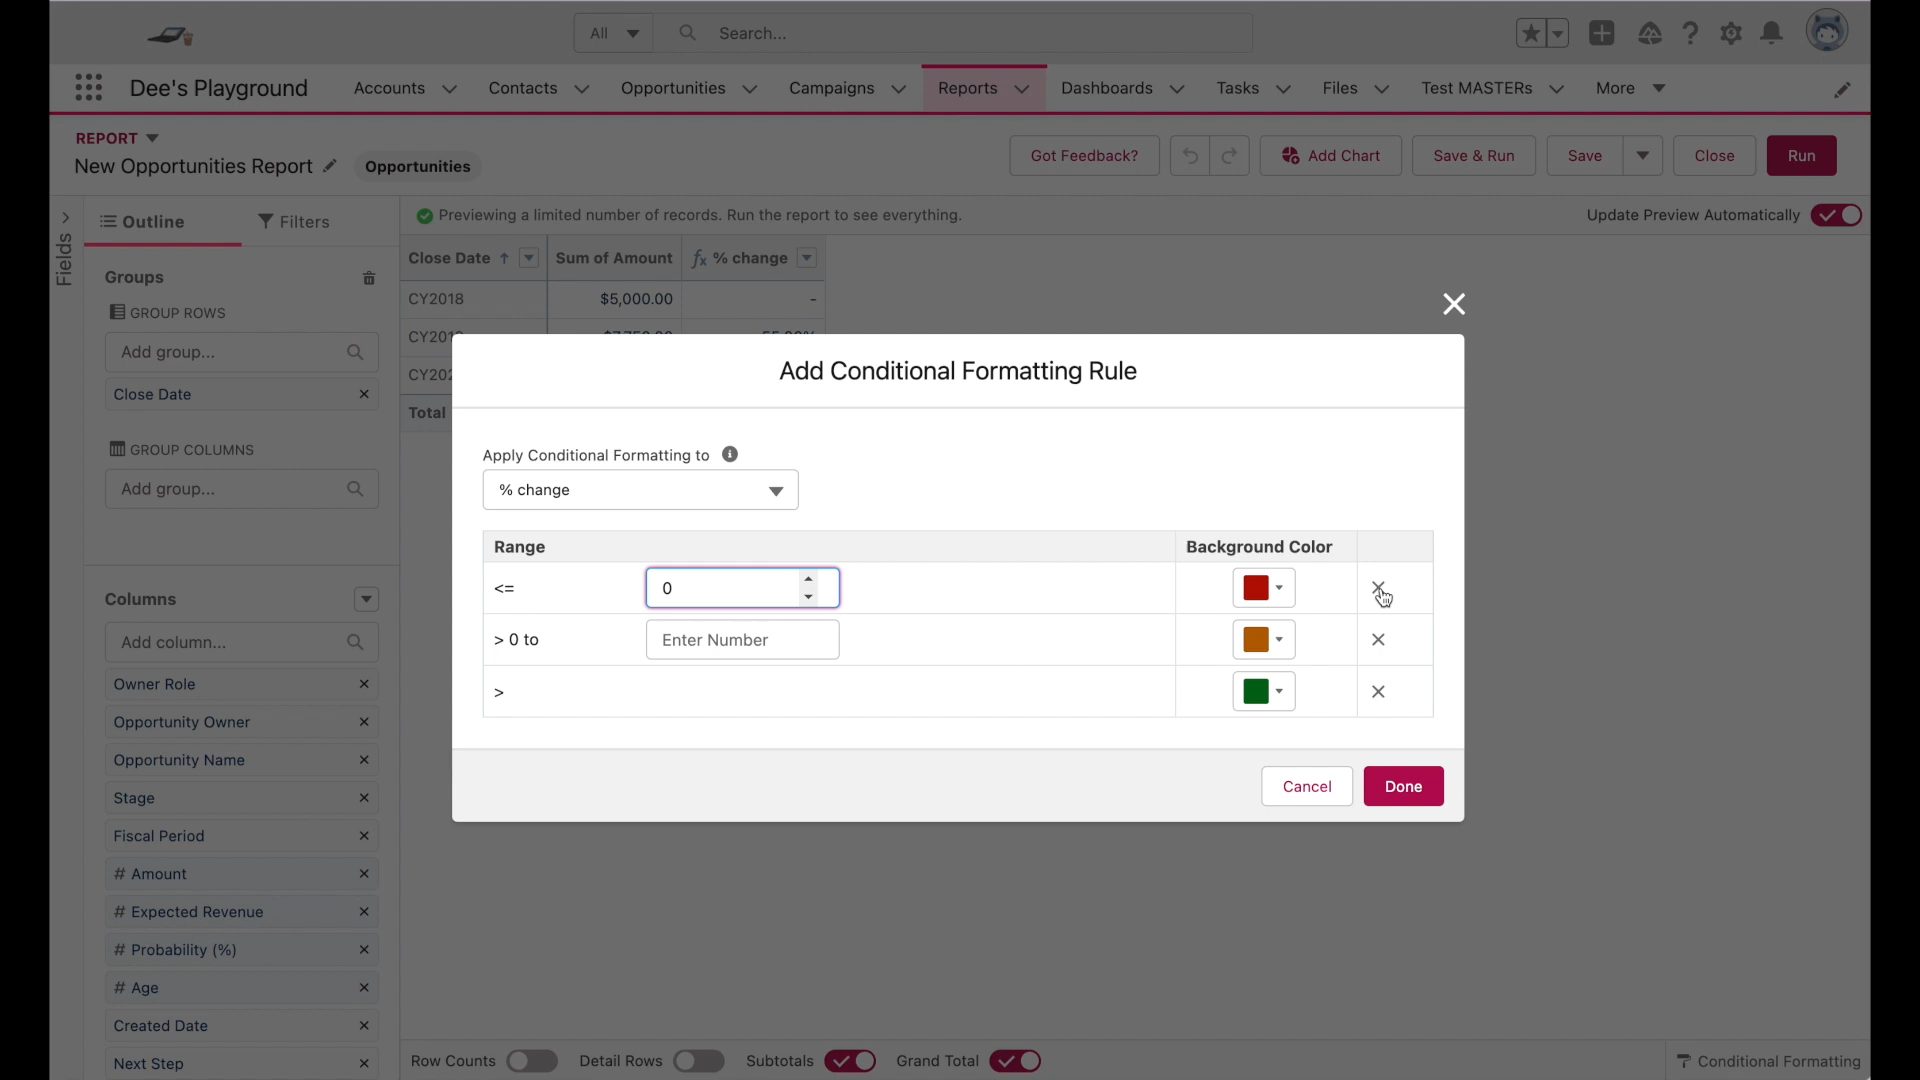 All
Search...
Dee's Playground
Accounts
Contacts
Opportunities
Campaigns
Reports
Dashboards
Tasks
Files
Test MASTERs
More
REPORT
New Opportunities Report
Opportunities
Got Feedback?
Add Chart
Save & Run
Save
Close
Run
Fields
Outline
Filters
Previewing a limited number of records. Run the report to see everything.
Update Preview Automatically
Groups
GROUP ROWS
Add group...
Close Date
GROUP COLUMNS
Add group...
Columns
Add column...
Owner Role
Opportunity Owner
Opportunity Name
Stage
Fiscal Period
# Amount
# Expected Revenue
# Probability (%)
# Age
Created Date
Next Step
Close Date ↑
Sum of Amount
fx % change
CY2018
$5,000.00
-
Total
Add Conditional Formatting Rule
Apply Conditional Formatting to
% change
Range
Background Color
<= 0
> 0 to Enter Number
>
Cancel
Done
Row Counts
Detail Rows
Subtotals
Grand Total
Conditional Formatting